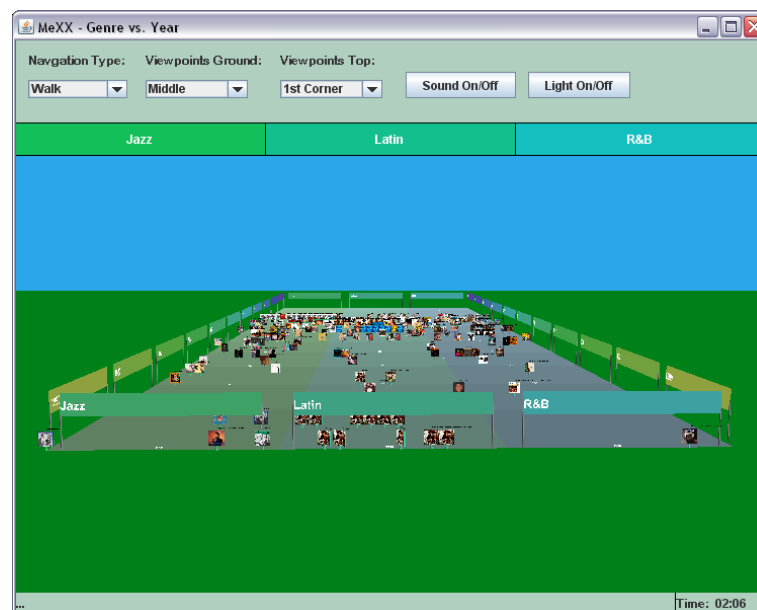 MeXX - Genre vs. Year
Navgation Type: Viewpoints Ground: Viewpoints Top:
Walk Middle 1st Corner Sound On/Off Light On/Off
Jazz Latin R&B
Jazz Latin R&B
... Time: 02:06